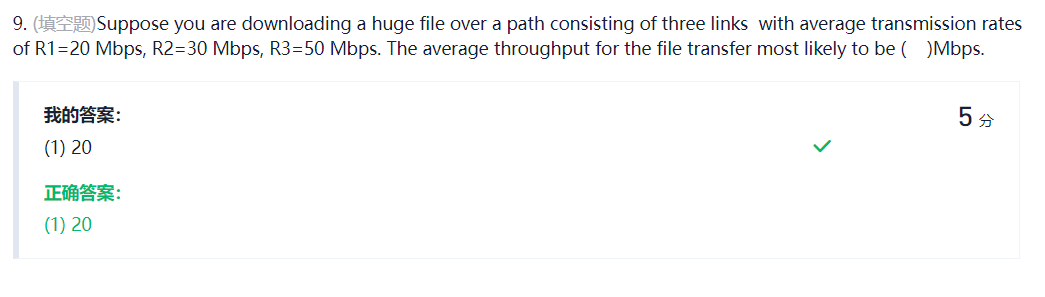 9. (填空题)Suppose you are downloading a huge file over a path consisting of three links  with average transmission rates
of R1=20 Mbps, R2=30 Mbps, R3=50 Mbps. The average throughput for the file transfer most likely to be (    )Mbps.
我的答案:
5 分
(1) 20
正确答案:
(1) 20